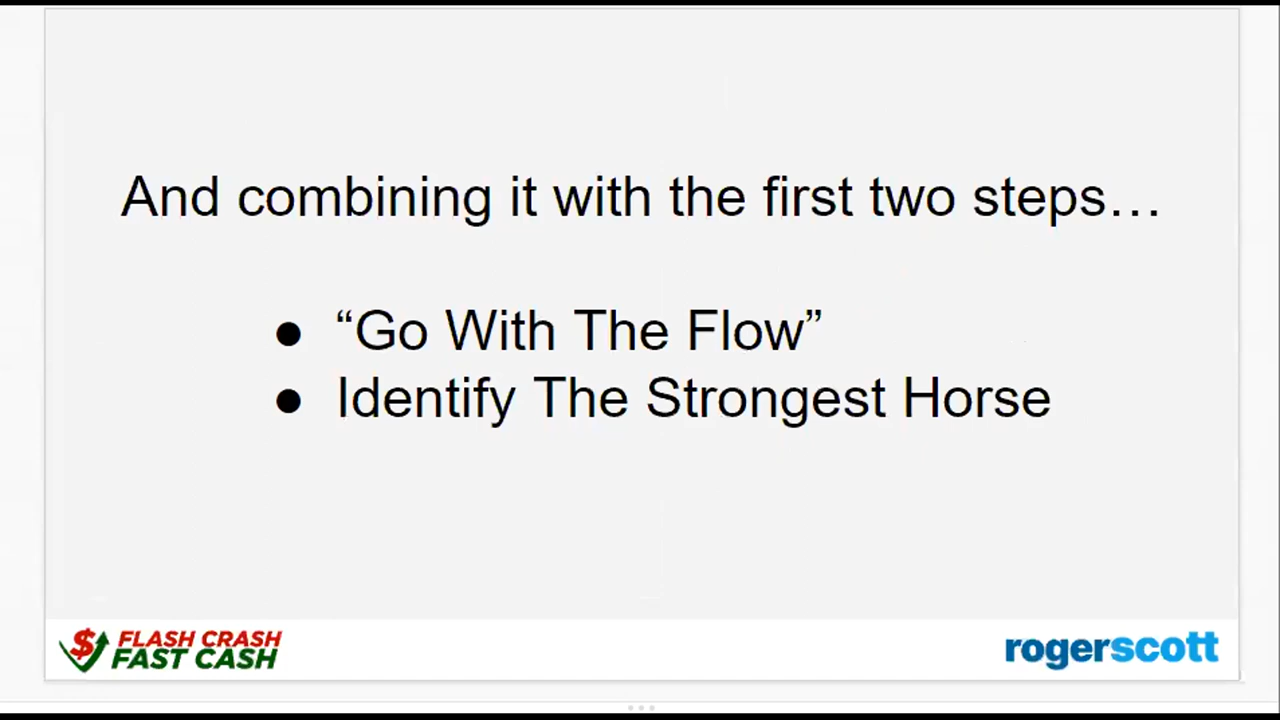 And combining it with the first two steps…
● “Go With The Flow”
● Identify The Strongest Horse
$ FLASH CRASH
FAST CASH
rogerscott